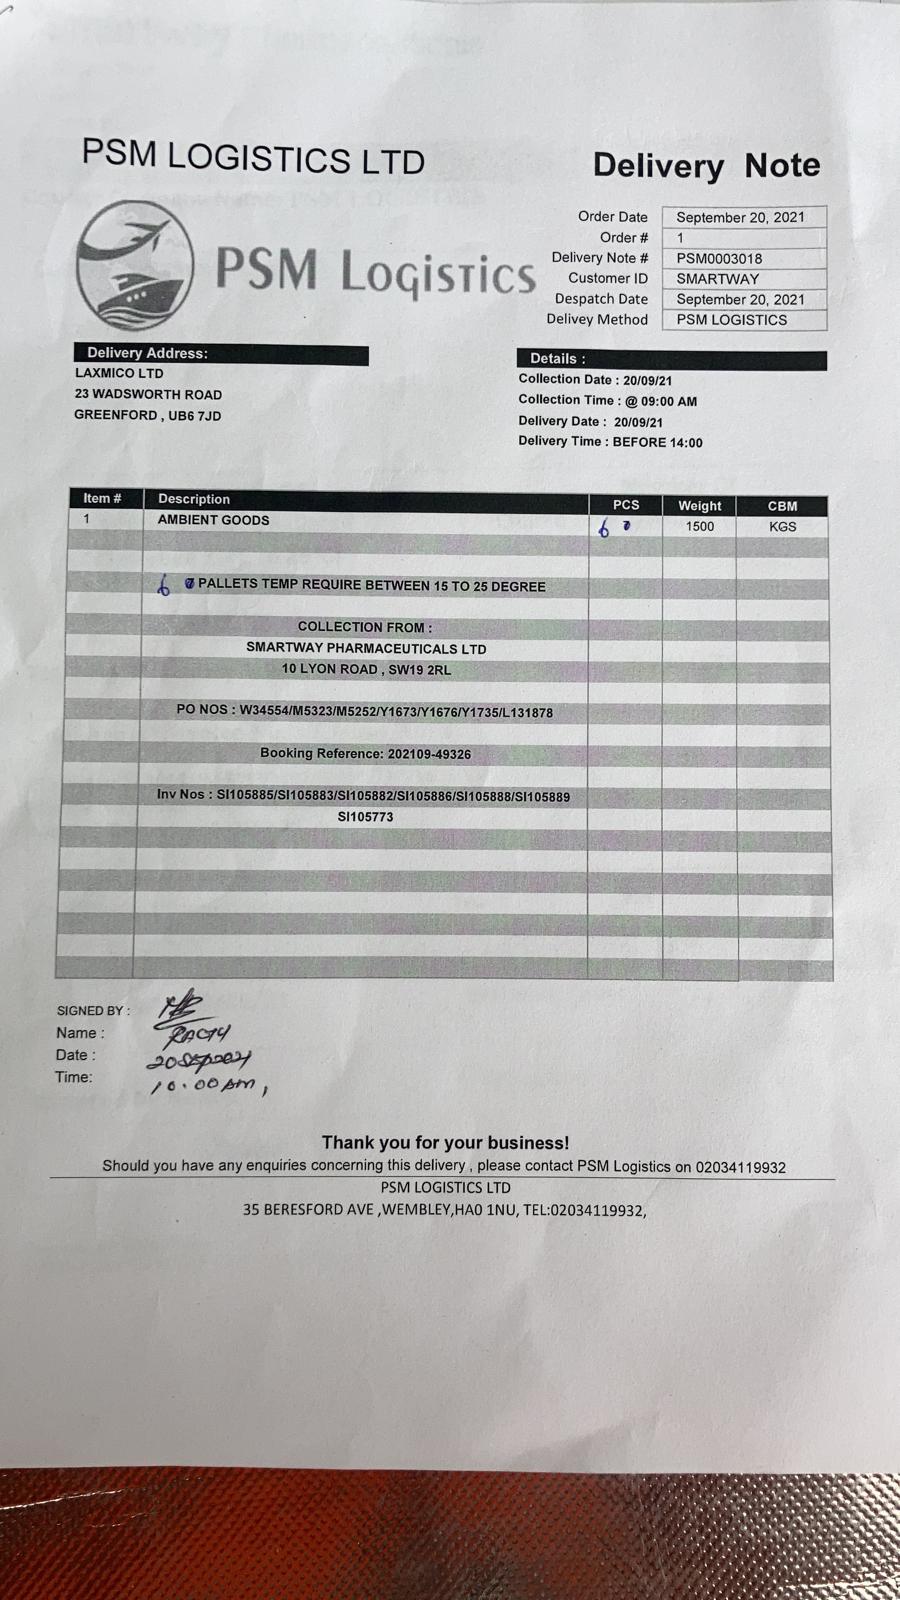 PSM LOGISTICS LTD
Delivery Note
PSM Logistics
Order Date September 20, 2021
Order # 1
Delivery Note # PSM0003018
Customer ID SMARTWAY
Despatch Date September 20, 2021
Delivey Method PSM LOGISTICS
Delivery Address:
LAXMICO LTD
23 WADSWORTH ROAD
GREENFORD , UB6 7JD
Details :
Collection Date : 20/09/21
Collection Time : @ 09:00 AM
Delivery Date : 20/09/21
Delivery Time : BEFORE 14:00
Item # Description PCS Weight CBM
1 AMBIENT GOODS 6 7 1500 KGS
6 7 PALLETS TEMP REQUIRE BETWEEN 15 TO 25 DEGREE
COLLECTION FROM :
SMARTWAY PHARMACEUTICALS LTD
10 LYON ROAD , SW19 2RL
PO NOS : W34554/M5323/M5252/Y1673/Y1676/Y1735/L131878
Booking Reference: 202109-49326
Inv Nos : SI105885/SI105883/SI105882/SI105886/SI105888/SI105889
SI105773
SIGNED BY :
Name :
Date : 20SEP2021
Time: 10.00 AM,
Thank you for your business!
Should you have any enquiries concerning this delivery , please contact PSM Logistics on 02034119932
PSM LOGISTICS LTD
35 BERESFORD AVE ,WEMBLEY,HA0 1NU, TEL:02034119932,